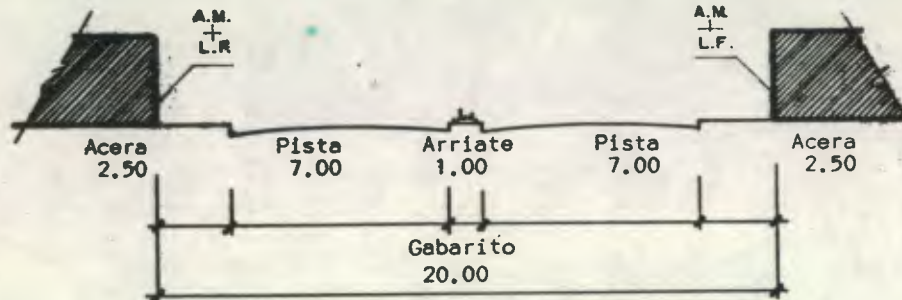 A.M.
L.R
A.M.
L.F.
Acera
2.50
Pista
7.00
Arriate
1.00
Pista
7.00
Acera
2.50
Gabarito
20.00